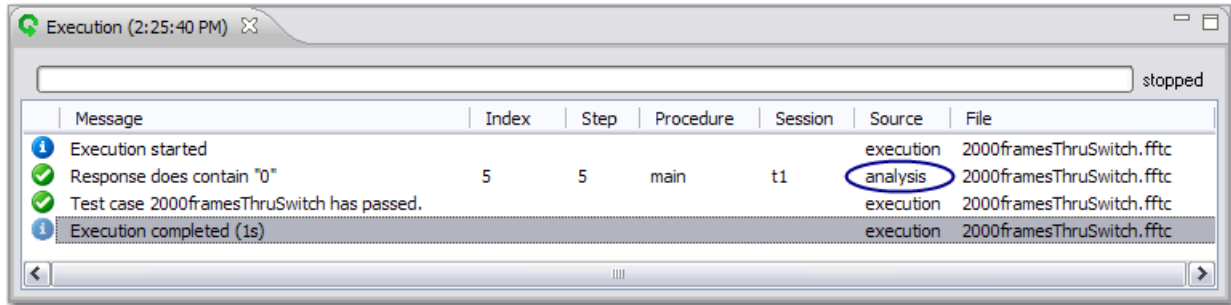 Execution (2:25:40 PM)
stopped
Message Index Step Procedure Session Source File
Execution started execution 2000framesThruSwitch.fftc
Response does contain "0" 5 5 main t1 analysis 2000framesThruSwitch.fftc
Test case 2000framesThruSwitch has passed. execution 2000framesThruSwitch.fftc
Execution completed (1s) execution 2000framesThruSwitch.fftc